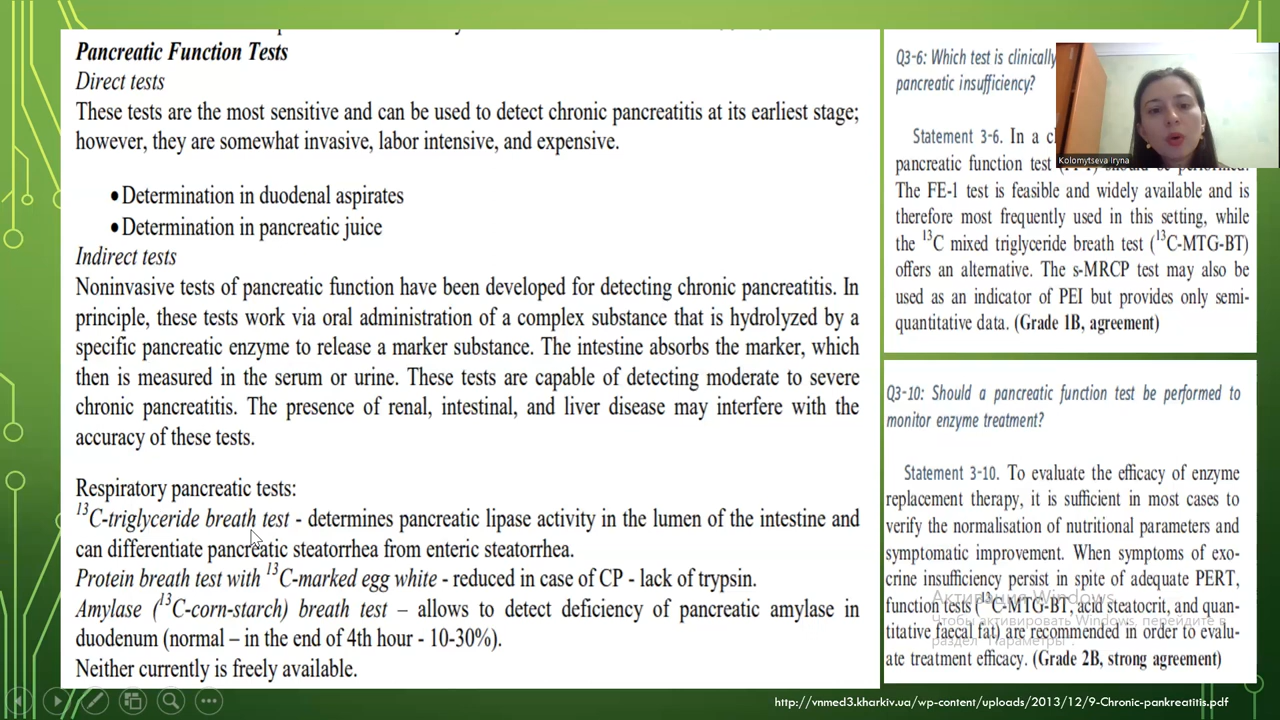 Pancreatic Function Tests
Direct tests
These tests are the most sensitive and can be used to detect chronic pancreatitis at its earliest stage;
however, they are somewhat invasive, labor intensive, and expensive.
•Determination in duodenal aspirates
•Determination in pancreatic juice
Indirect tests
Noninvasive tests of pancreatic function have been developed for detecting chronic pancreatitis. In
principle, these tests work via oral administration of a complex substance that is hydrolyzed by a
specific pancreatic enzyme to release a marker substance. The intestine absorbs the marker, which
then is measured in the serum or urine. These tests are capable of detecting moderate to severe
chronic pancreatitis. The presence of renal, intestinal, and liver disease may interfere with the
accuracy of these tests.
Respiratory pancreatic tests:
¹³C-triglyceride breath test - determines pancreatic lipase activity in the lumen of the intestine and
can differentiate pancreatic steatorrhea from enteric steatorrhea.
Protein breath test with ¹³C-marked egg white - reduced in case of CP - lack of trypsin.
Amylase (¹³C-corn-starch) breath test – allows to detect deficiency of pancreatic amylase in
duodenum (normal – in the end of 4th hour - 10-30%).
Neither currently is freely available.
Q3-6: Which test is clinically
pancreatic insufficiency?
Statement 3-6. In a
pancreatic function test should be performed.
The FE-1 test is feasible and widely available and is
therefore most frequently used in this setting, while
the ¹³C mixed triglyceride breath test (¹³C-MTG-BT)
offers an alternative. The s-MRCP test may also be
used as an indicator of PEI but provides only semi-
quantitative data. (Grade 1B, agreement)
Kolomytseva Iryna
Q3-10: Should a pancreatic function test be performed to
monitor enzyme treatment?
Statement 3-10. To evaluate the efficacy of enzyme
replacement therapy, it is sufficient in most cases to
verify the normalisation of nutritional parameters and
symptomatic improvement. When symptoms of exo-
crine insufficiency persist in spite of adequate PERT,
function tests (¹³C-MTG-BT, acid steatocrit, and quan-
titative faecal fat) are recommended in order to evalu-
ate treatment efficacy. (Grade 2B, strong agreement)
Активация Windows
Чтобы активировать Windows, перейдите в
раздел "Параметры".
http://vnmed3.kharkiv.ua/wp-content/uploads/2013/12/9-Chronic-pankreatitis.pdf